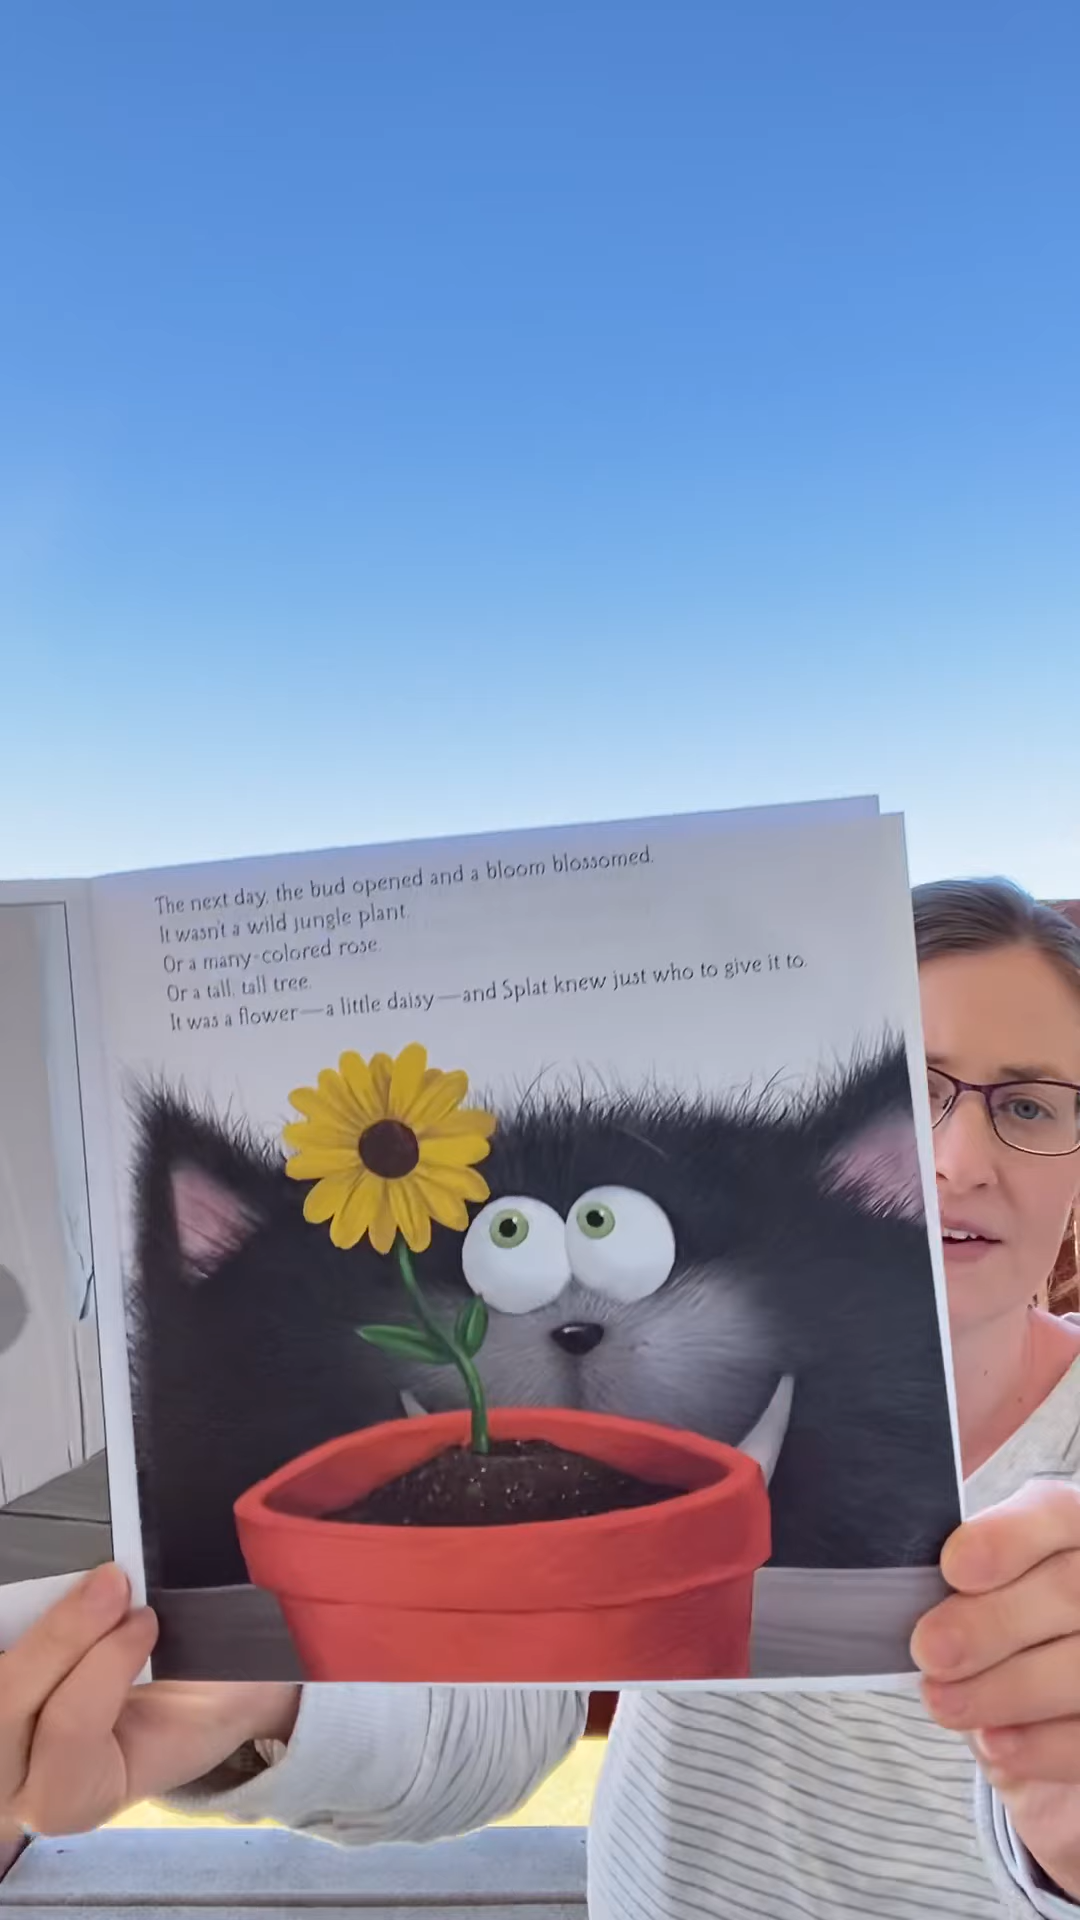 The next day, the bud opened and a bloom blossomed.
It wasn't a wild jungle plant.
Or a many-colored rose.
Or a tall, tall tree.
It was a flower—a little daisy—and Splat knew just who to give it to.